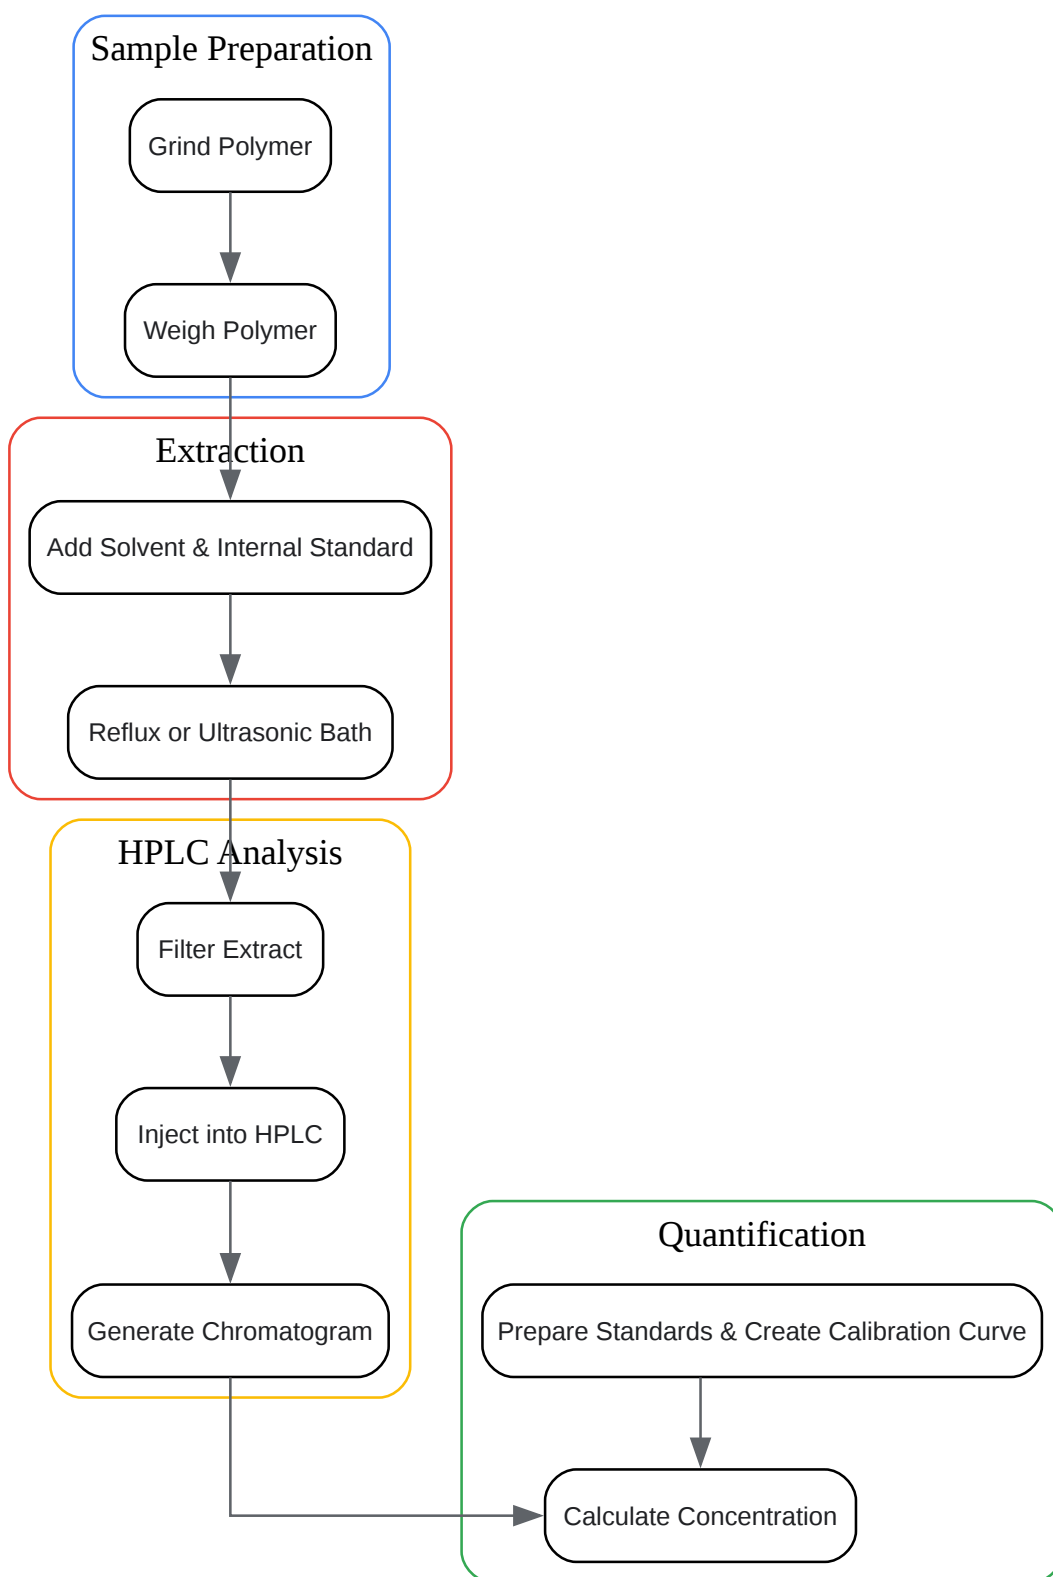 Sample Preparation
Grind Polymer
Weigh Polymer
Extraction
Add Solvent & Internal Standard
Reflux or Ultrasonic Bath
HPLC Analysis
Filter Extract
Inject into HPLC
Generate Chromatogram
Quantification
Prepare Standards & Create Calibration Curve
Calculate Concentration